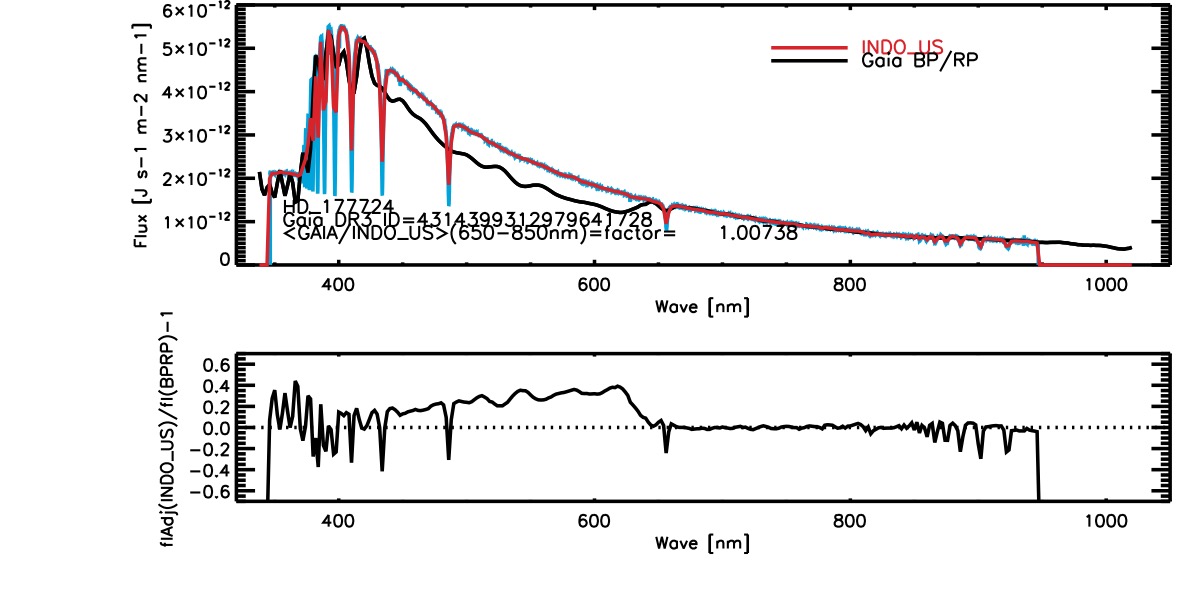 6×10⁻¹²
5×10⁻¹²
4×10⁻¹²
3×10⁻¹²
2×10⁻¹²
1×10⁻¹²
0
Flux [J s−1 m−2 nm−1]
INDO_US
Gaia BP/RP
HD_177724
Gaia DR3 ID=4314399312979641728
<GAIA/INDO_US>(650−850nm)=factor= 1.00738
400 600 800 1000
Wave [nm]
0.6
0.4
0.2
0.0
−0.2
−0.4
−0.6
flAdj(INDO_US)/fl(BPRP)−1
400 600 800 1000
Wave [nm]